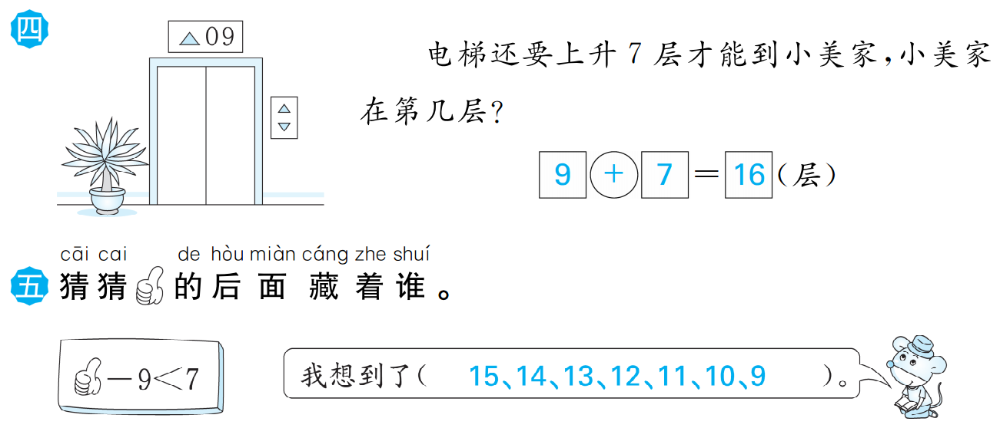 四
▲09
电梯还要上升7层才能到小美家,小美家
在第几层?
9+7=16(层)
cāi cai de hòu miàn cáng zhe shuí
五 猜猜👍的后面藏着谁。
👍-9<7
我想到了( 15、14、13、12、11、10、9 )。